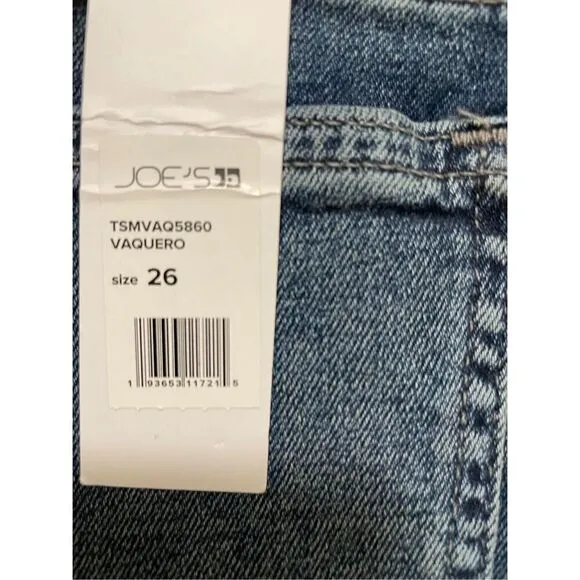 JOE'S
TSMVAQ5860
VAQUERO
size 26
1 93653 11721 5